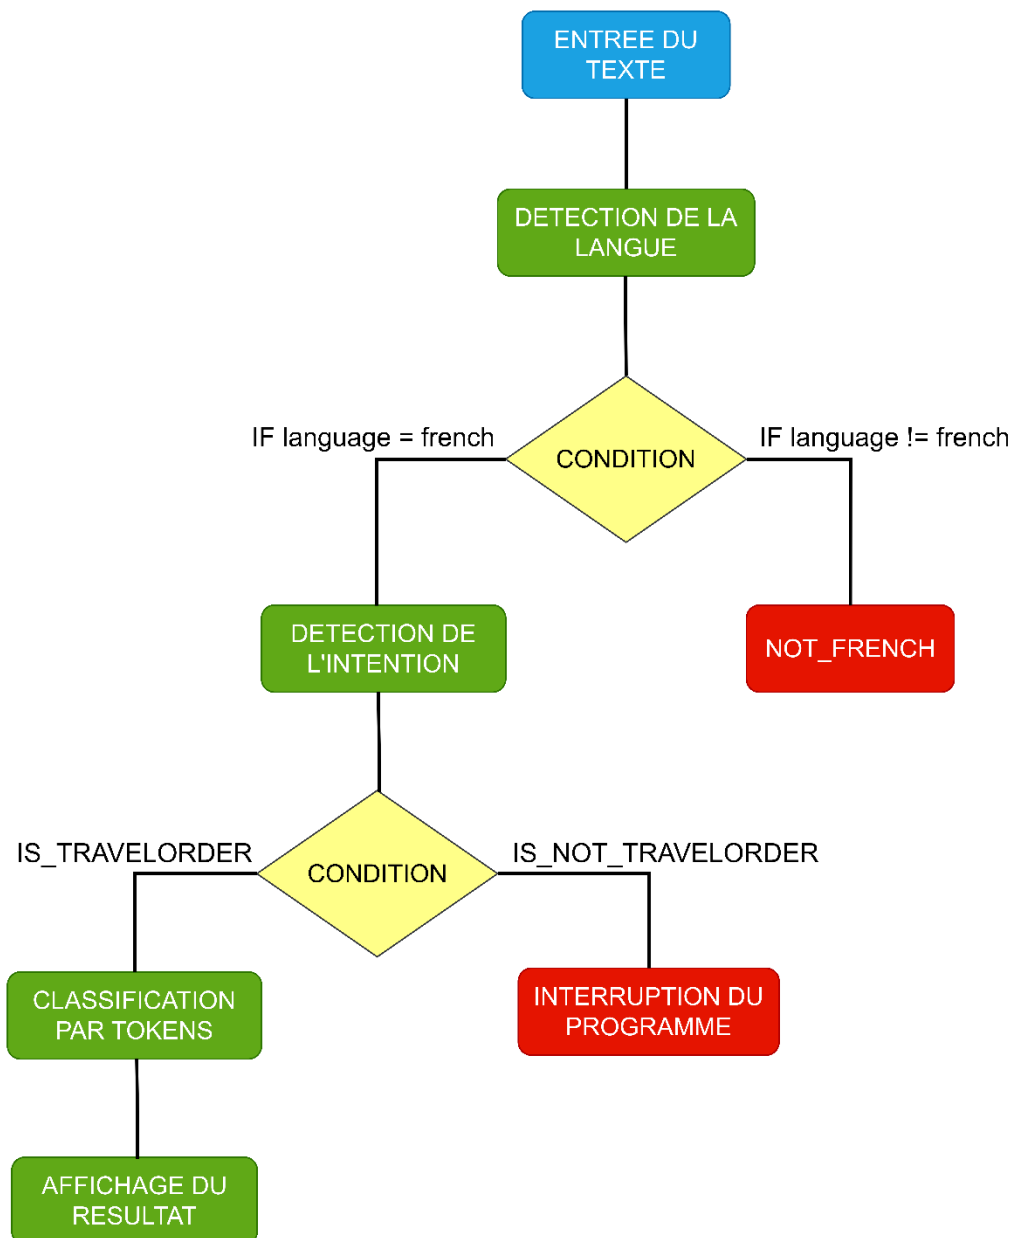 ENTREE DU
TEXTE
DETECTION DE LA
LANGUE
IF language = french
CONDITION
IF language != french
DETECTION DE
L'INTENTION
NOT_FRENCH
IS_TRAVELORDER
CONDITION
IS_NOT_TRAVELORDER
CLASSIFICATION
PAR TOKENS
INTERRUPTION DU
PROGRAMME
AFFICHAGE DU
RESULTAT